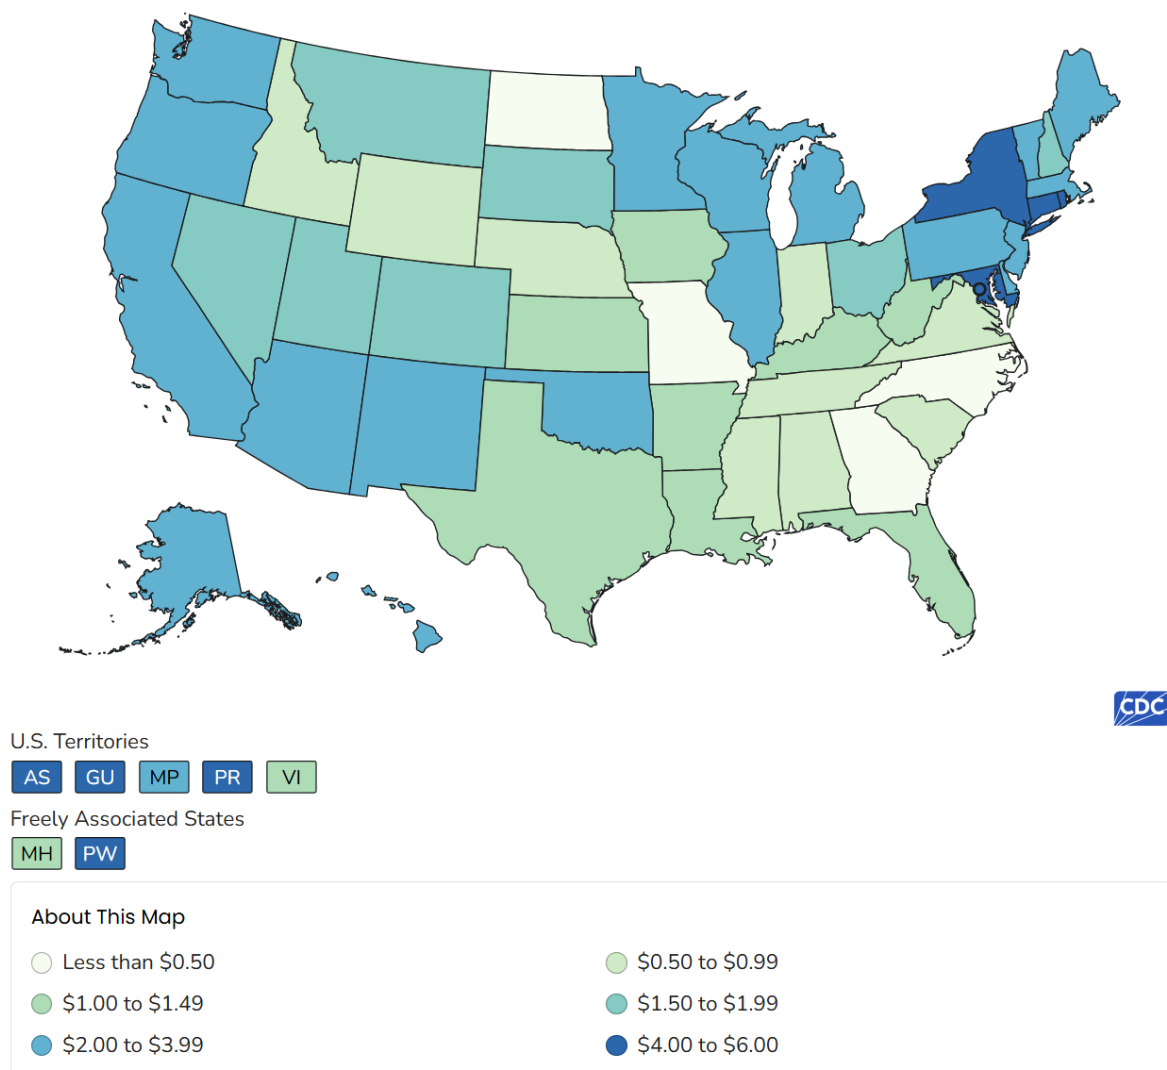 CDC
U.S. Territories
AS GU MP PR VI
Freely Associated States
MH PW
About This Map
Less than $0.50 $0.50 to $0.99
$1.00 to $1.49 $1.50 to $1.99
$2.00 to $3.99 $4.00 to $6.00